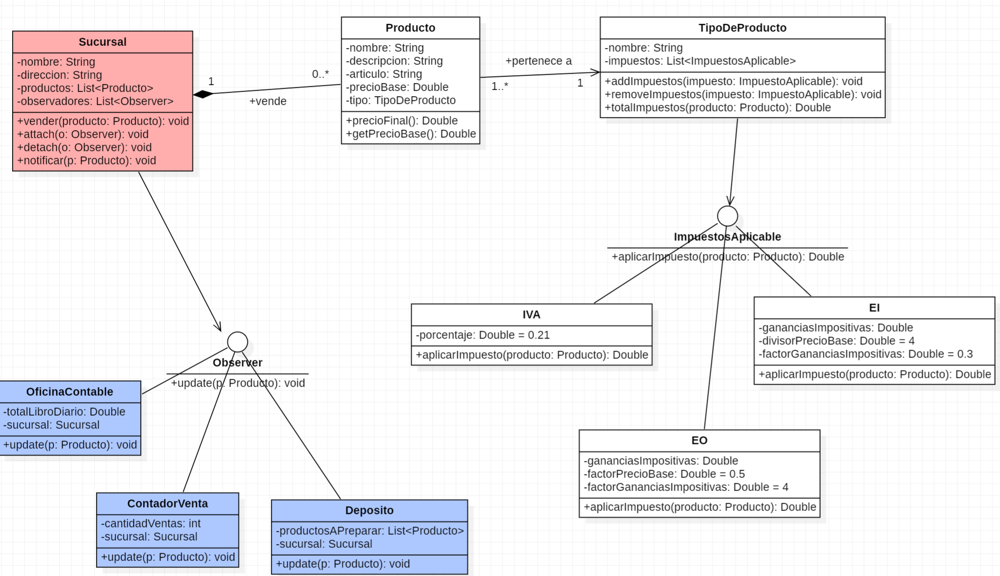 Sucursal
-nombre: String
-direccion: String
-productos: List<Producto>
-observadores: List<Observer>
+vender(producto: Producto): void
+attach(o: Observer): void
+detach(o: Observer): void
+notificar(p: Producto): void
1
0..*
+vende
Producto
-nombre: String
-descripcion: String
-articulo: String
-precioBase: Double
-tipo: TipoDeProducto
+precioFinal(): Double
+getPrecioBase(): Double
+pertenece a
1..*
1
TipoDeProducto
-nombre: String
-impuestos: List<ImpuestosAplicable>
+addImpuestos(impuesto: ImpuestoAplicable): void
+removeImpuestos(impuesto: ImpuestoAplicable): void
+totalImpuestos(producto: Producto): Double
ImpuestosAplicable
+aplicarImpuesto(producto: Producto): Double
IVA
-porcentaje: Double = 0.21
+aplicarImpuesto(producto: Producto): Double
EI
-gananciasImpositivas: Double
-divisorPrecioBase: Double = 4
-factorGananciasImpositivas: Double = 0.3
+aplicarImpuesto(producto: Producto): Double
Observer
+update(p: Producto): void
OficinaContable
-totalLibroDiario: Double
-sucursal: Sucursal
+update(p: Producto): void
EO
-gananciasImpositivas: Double
-factorPrecioBase: Double = 0.5
-factorGananciasImpositivas: Double = 4
+aplicarImpuesto(producto: Producto): Double
ContadorVenta
-cantidadVentas: int
-sucursal: Sucursal
+update(p: Producto): void
Deposito
-productosAPreparar: List<Producto>
-sucursal: Sucursal
+update(p: Producto): void